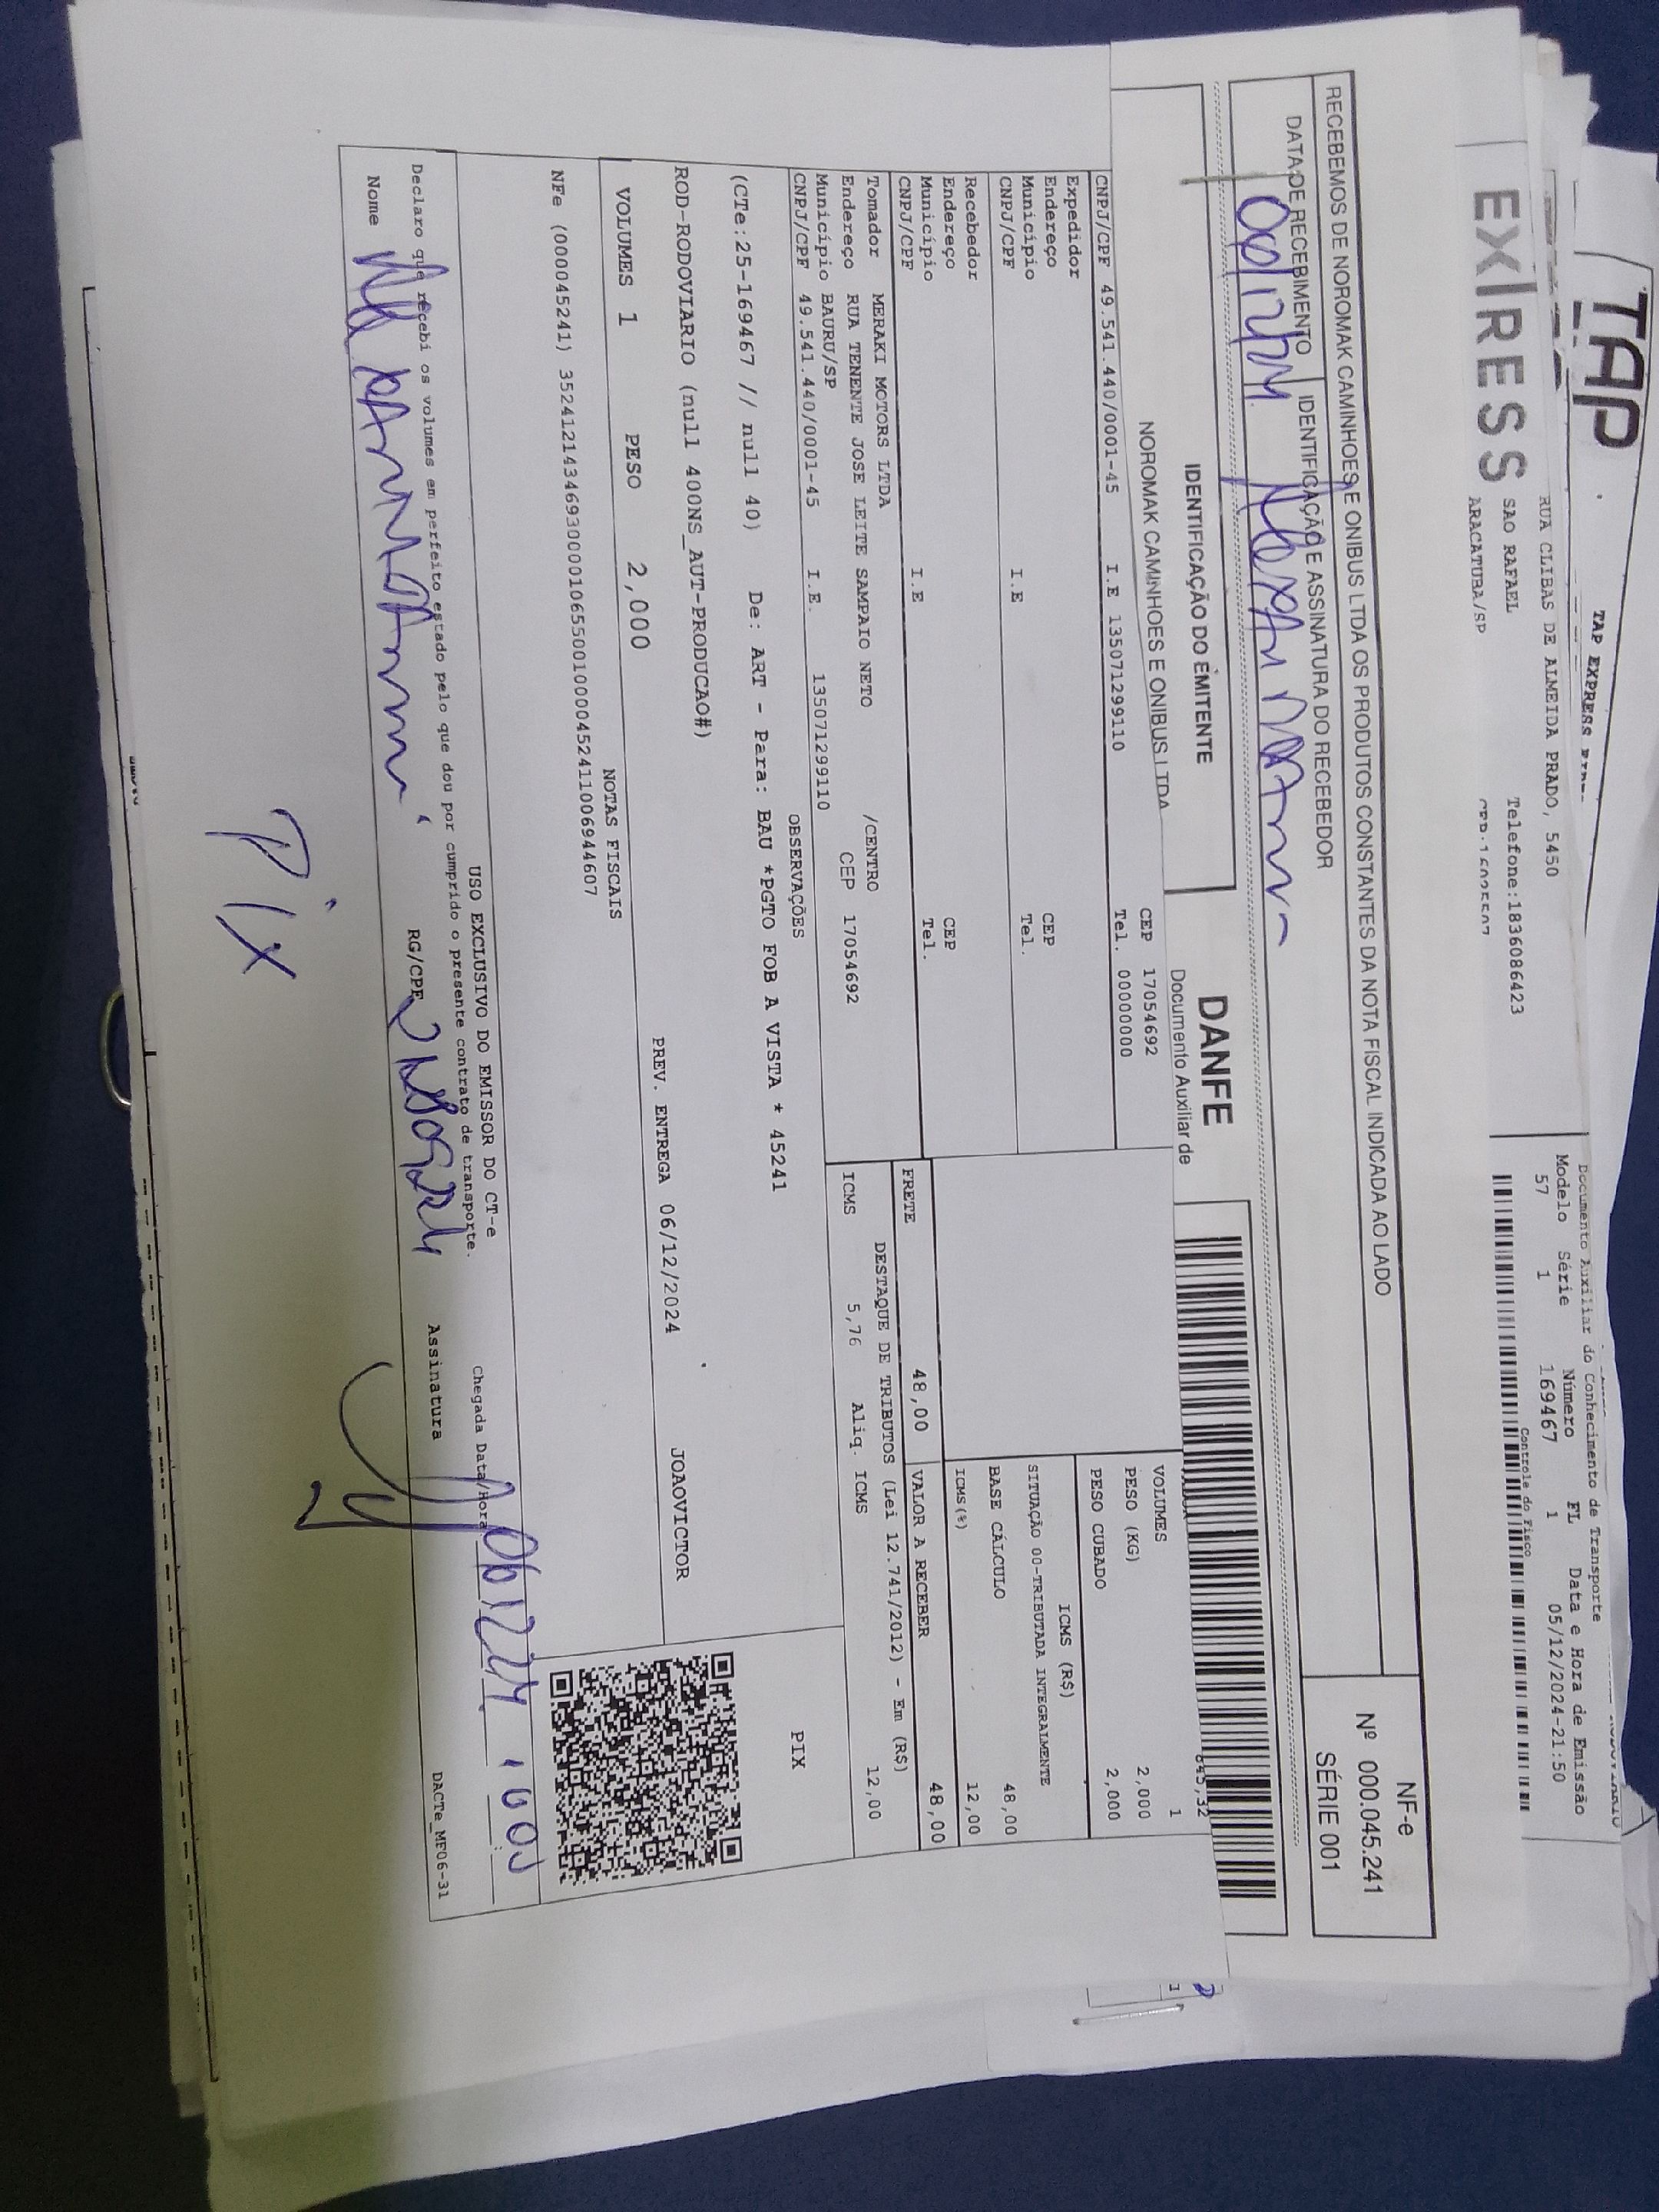 TAP
EXPRESS
TAP EXPRESS
RUA CLIBAS DE ALMEIDA PRADO, 5450
SAO RAFAEL
Telefone:1836086423
ARACATUBA/SP
Documento Auxiliar do Conhecimento de Transporte
Modelo Série Número FL Data e Hora de Emissão
57 1 169467 1 05/12/2024-21:50
Controle do Fisco
RECEBEMOS DE NOROMAK CAMINHOES E ONIBUS LTDA OS PRODUTOS CONSTANTES DA NOTA FISCAL INDICADA AO LADO
DATA DE RECEBIMENTO
IDENTIFICAÇÃO E ASSINATURA DO RECEBEDOR
NF-e
Nº 000.045.241
SÉRIE 001
IDENTIFICAÇÃO DO EMITENTE
NOROMAK CAMINHOES E ONIBUS LTDA
DANFE
Documento Auxiliar de
CEP 17054692
CNPJ/CPF 49.541.440/0001-45 I.E 13507129‌9110 Tel. 00000000
Expedidor
Endereço CEP
Município Tel.
CNPJ/CPF I.E
Recebedor
Endereço CEP
Município Tel.
CNPJ/CPF I.E
845,32
VOLUMES 1
PESO (KG) 2,000
PESO CUBADO 2,000
ICMS (R$)
SITUAÇÃO 00-TRIBUTADA INTEGRALMENTE
BASE CÁLCULO 48,00
ICMS(%) 12,00
FRETE 48,00 VALOR A RECEBER 48,00
Tomador MERAKI MOTORS LTDA
Endereço RUA TENENTE JOSE LEITE SAMPAIO NETO /CENTRO
Município BAURU/SP CEP 17054692
CNPJ/CPF 49.541.440/0001-45 I.E. 135071299110
DESTAQUE DE TRIBUTOS (Lei 12.741/2012) - Em (R$)
ICMS 5,76 Aliq. ICMS 12,00
OBSERVAÇÕES
(CTe:25-169467 // null 40) De: ART - Para: BAU *PGTO FOB A VISTA * 45241
ROD-RODOVIARIO (null 400NS_AUT-PRODUCAO#)
PIX
VOLUMES 1 PESO 2,000 PREV. ENTREGA 06/12/2024 JOAOVICTOR
NOTAS FISCAIS
NFe (000045241) 35241214346930000106550010000452411006944607
USO EXCLUSIVO DO EMISSOR DO CT-e
Declaro que recebi os volumes em perfeito estado pelo que dou por cumprido o presente contrato de transporte.
Chegada Data/Hora 06/12/24
Nome RG/CPF Assinatura
DACTe_MF06-31
Pix